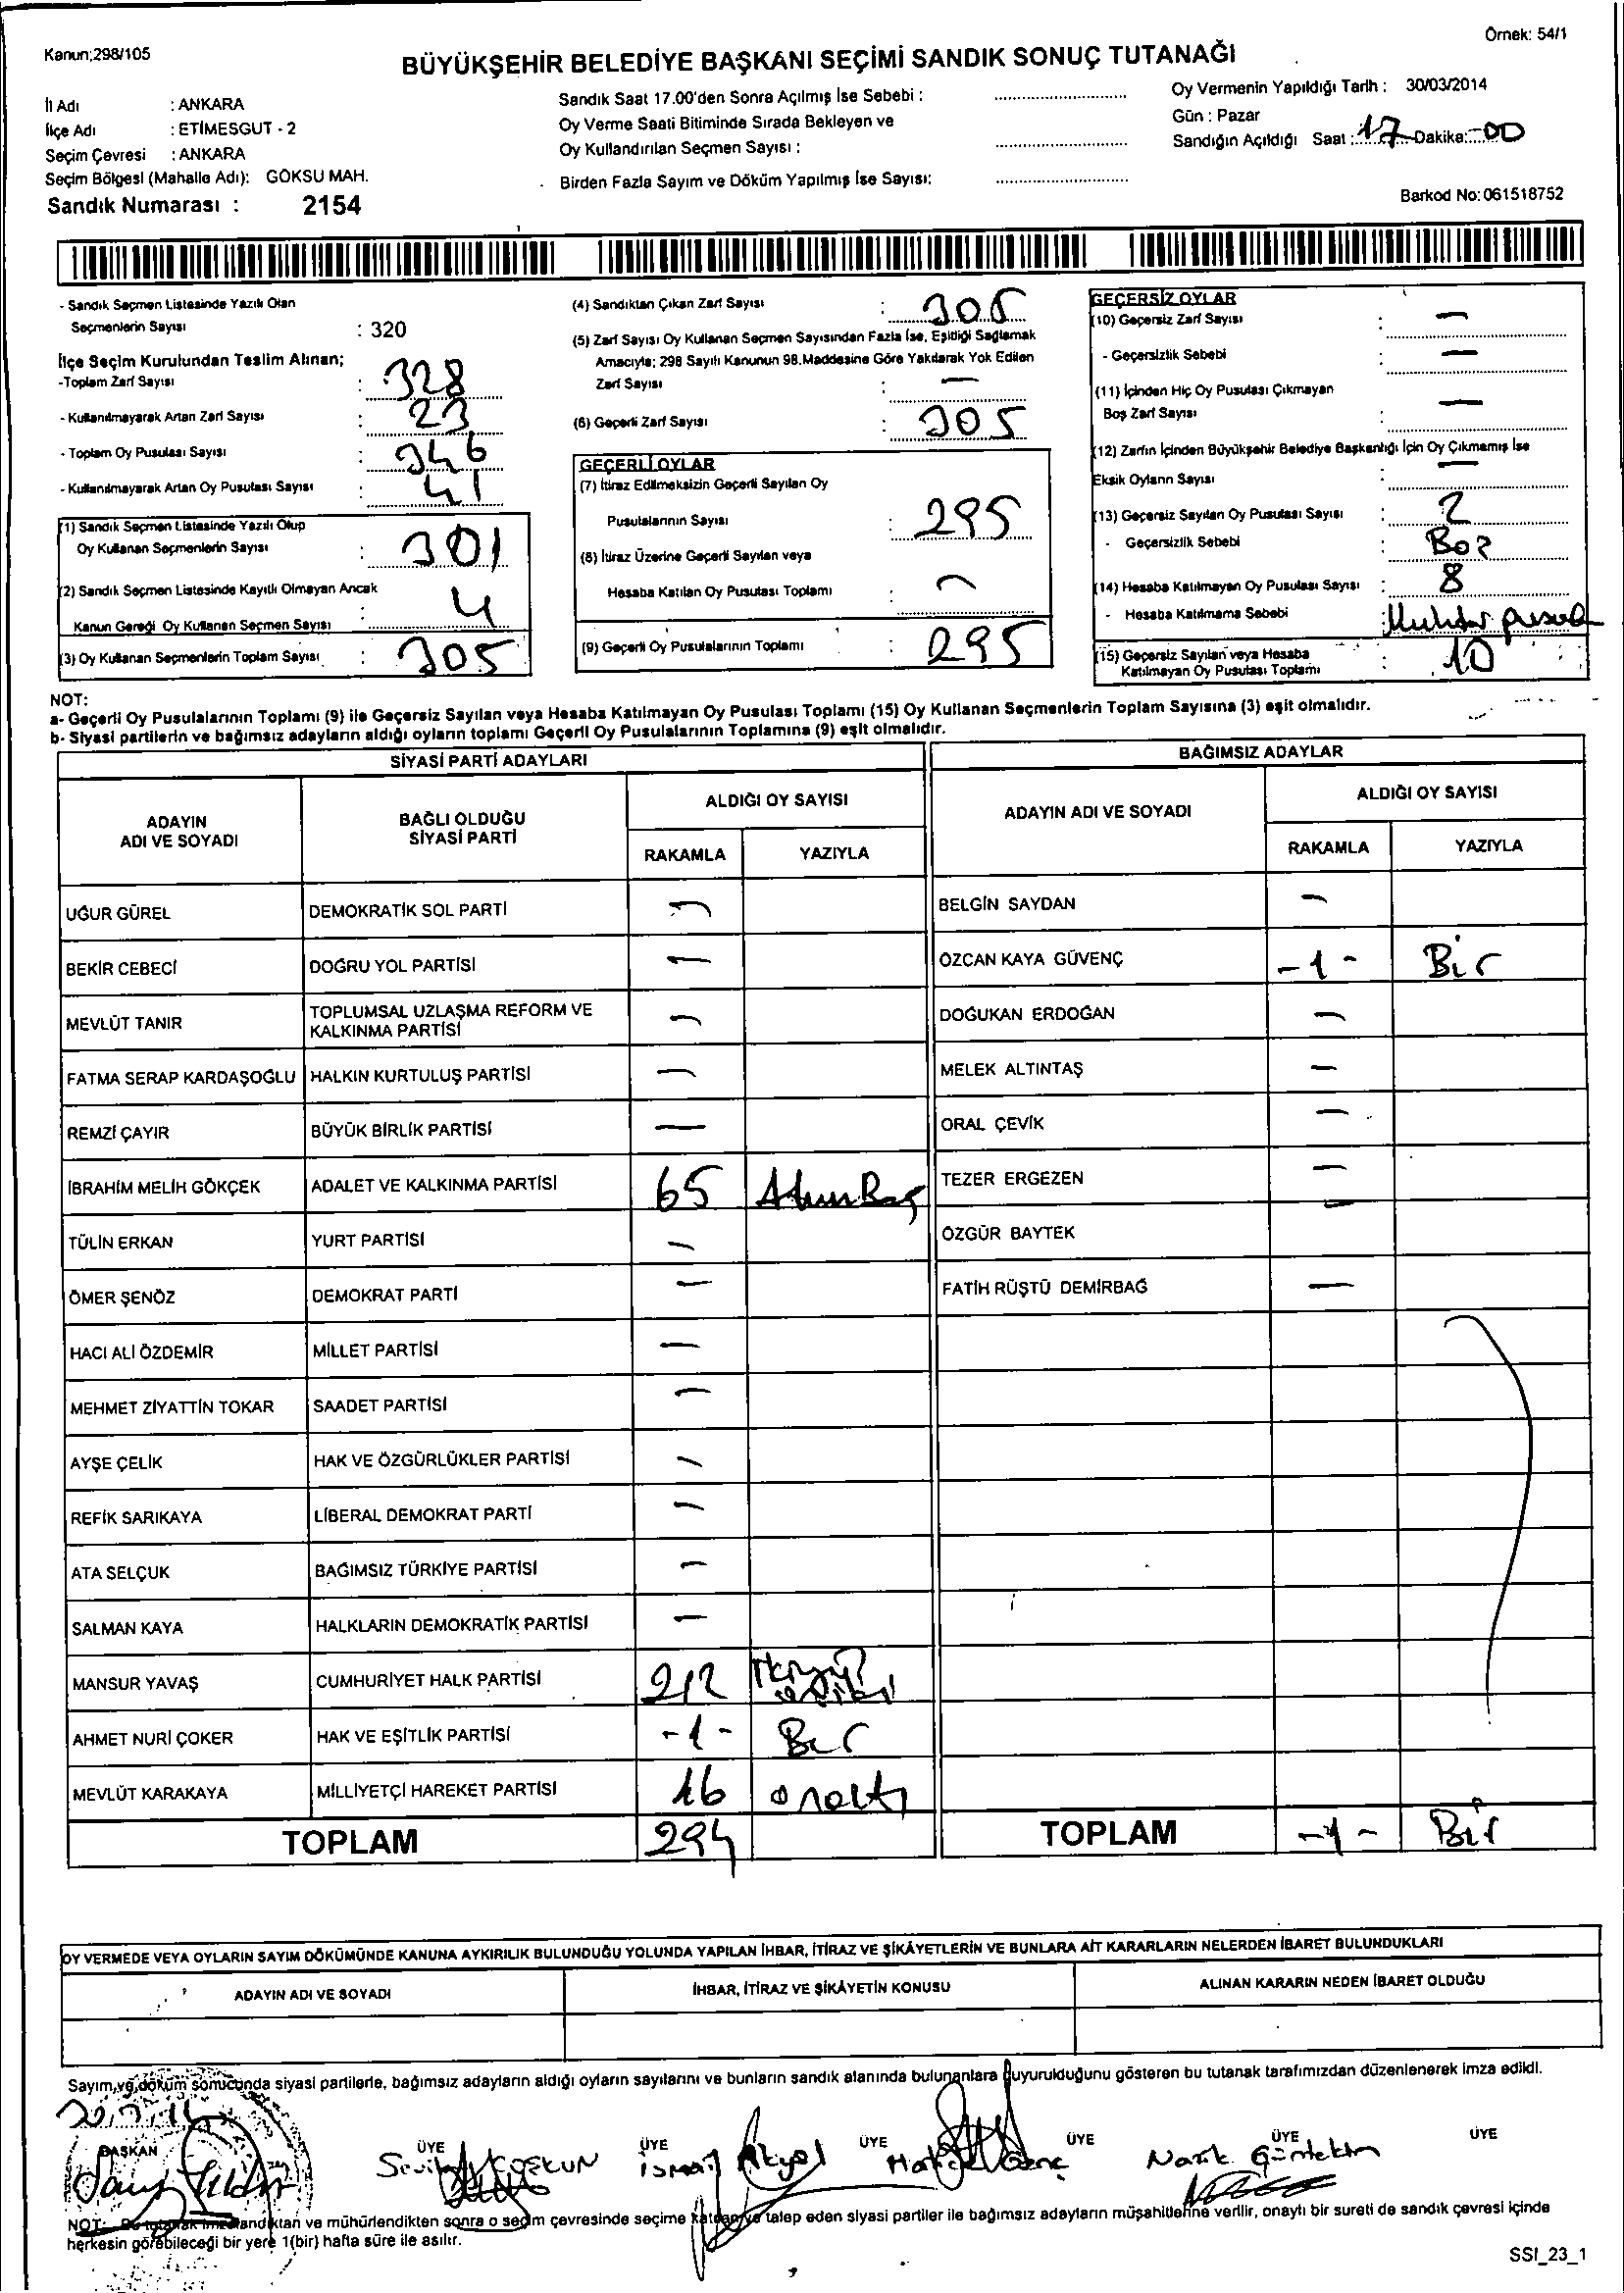 Kanun;298/105
Örnek: 54/1
BÜYÜKŞEHİR BELEDİYE BAŞKANI SEÇİMİ SANDIK SONUÇ TUTANAĞI
İl Adı : ANKARA
İlçe Adı : ETİMESGUT - 2
Seçim Çevresi : ANKARA
Seçim Bölgesi (Mahalle Adı): GÖKSU MAH.
Sandık Numarası : 2154
Sandık Saat 17.00'den Sonra Açılmış İse Sebebi :
Oy Verme Saati Bitiminde Sırada Bekleyen ve
Oy Kullandırılan Seçmen Sayısı :
Birden Fazla Sayım ve Döküm Yapılmış İse Sayısı:
Oy Vermenin Yapıldığı Tarih : 30/03/2014
Gün : Pazar
Sandığın Açıldığı Saat : 17 Dakika: 00
Barkod No: 061518752
- Sandık Seçmen Listesinde Yazılı Olan
Seçmenlerin Sayısı : 320
İlçe Seçim Kurulundan Teslim Alınan;
-Toplam Zarf Sayısı : 328
- Kullanılmayarak Artan Zarf Sayısı : 23
- Toplam Oy Pusulası Sayısı : 346
- Kullanılmayarak Artan Oy Pusulası Sayısı : 41
(1) Sandık Seçmen Listesinde Yazılı Olup
Oy Kullanan Seçmenlerin Sayısı : 301
(2) Sandık Seçmen Listesinde Kayıtlı Olmayan Ancak
Kanun Gereği Oy Kullanan Seçmen Sayısı : 4
(3) Oy Kullanan Seçmenlerin Toplam Sayısı : 305
(4) Sandıktan Çıkan Zarf Sayısı : 305
(5) Zarf Sayısı Oy Kullanan Seçmen Sayısından Fazla İse, Eşitliği Sağlamak
Amacıyla; 298 Sayılı Kanunun 98.Maddesine Göre Yakılarak Yok Edilen
Zarf Sayısı : —
(6) Geçerli Zarf Sayısı : 305
GEÇERLİ OYLAR
(7) İtiraz Edilmeksizin Geçerli Sayılan Oy
Pusulalarının Sayısı : 295
(8) İtiraz Üzerine Geçerli Sayılan veya
Hesaba Katılan Oy Pusulası Toplamı : —
(9) Geçerli Oy Pusulalarının Toplamı : 295
GEÇERSİZ OYLAR
(10) Geçersiz Zarf Sayısı : —
- Geçersizlik Sebebi : —
(11) İçinden Hiç Oy Pusulası Çıkmayan
Boş Zarf Sayısı : —
(12) Zarfın İçinden Büyükşehir Belediye Başkanlığı İçin Oy Çıkmamış İse
Eksik Oyların Sayısı : —
(13) Geçersiz Sayılan Oy Pusulası Sayısı : 2
- Geçersizlik Sebebi : Boş
(14) Hesaba Katılmayan Oy Pusulası Sayısı : 8
- Hesaba Katılmama Sebebi : Muhtar pusula
(15) Geçersiz Sayılan veya Hesaba
Katılmayan Oy Pusulası Toplamı : 10
NOT:
a- Geçerli Oy Pusulalarının Toplamı (9) ile Geçersiz Sayılan veya Hesaba Katılmayan Oy Pusulası Toplamı (15) Oy Kullanan Seçmenlerin Toplam Sayısına (3) eşit olmalıdır.
b- Siyasi partilerin ve bağımsız adayların aldığı oyların toplamı Geçerli Oy Pusulalarının Toplamına (9) eşit olmalıdır.
SİYASİ PARTİ ADAYLARI
ADAYIN ADI VE SOYADI BAĞLI OLDUĞU SİYASİ PARTİ ALDIĞI OY SAYISI
RAKAMLA YAZIYLA
UĞUR GÜREL DEMOKRATİK SOL PARTİ —
BEKİR CEBECİ DOĞRU YOL PARTİSİ —
MEVLÜT TANIR TOPLUMSAL UZLAŞMA REFORM VE KALKINMA PARTİSİ —
FATMA SERAP KARDAŞOĞLU HALKIN KURTULUŞ PARTİSİ —
REMZİ ÇAYIR BÜYÜK BİRLİK PARTİSİ —
İBRAHİM MELİH GÖKÇEK ADALET VE KALKINMA PARTİSİ 65 Atmış Beş
TÜLİN ERKAN YURT PARTİSİ —
ÖMER ŞENÖZ DEMOKRAT PARTİ —
HACI ALİ ÖZDEMİR MİLLET PARTİSİ —
MEHMET ZİYATTİN TOKAR SAADET PARTİSİ —
AYŞE ÇELİK HAK VE ÖZGÜRLÜKLER PARTİSİ —
REFİK SARIKAYA LİBERAL DEMOKRAT PARTİ —
ATA SELÇUK BAĞIMSIZ TÜRKİYE PARTİSİ —
SALMAN KAYA HALKLARIN DEMOKRATİK PARTİSİ —
MANSUR YAVAŞ CUMHURİYET HALK PARTİSİ 212
AHMET NURİ ÇOKER HAK VE EŞİTLİK PARTİSİ -1- Bir
MEVLÜT KARAKAYA MİLLİYETÇİ HAREKET PARTİSİ 16 onaltı
TOPLAM 294
BAĞIMSIZ ADAYLAR
ADAYIN ADI VE SOYADI ALDIĞI OY SAYISI
RAKAMLA YAZIYLA
BELGİN SAYDAN —
ÖZCAN KAYA GÜVENÇ -1- Bir
DOĞUKAN ERDOĞAN —
MELEK ALTINTAŞ —
ORAL ÇEVİK —
TEZER ERGEZEN —
ÖZGÜR BAYTEK —
FATİH RÜŞTÜ DEMİRBAĞ —
TOPLAM -1- Bir
OY VERMEDE VEYA OYLARIN SAYIM DÖKÜMÜNDE KANUNA AYKIRILIK BULUNDUĞU YOLUNDA YAPILAN İHBAR, İTİRAZ VE ŞİKÂYETLERİN VE BUNLARA AİT KARARLARIN NELERDEN İBARET BULUNDUKLARI
ADAYIN ADI VE SOYADI İHBAR, İTİRAZ VE ŞİKÂYETİN KONUSU ALINAN KARARIN NEDEN İBARET OLDUĞU
Sayım ve döküm sonucunda siyasi partilerle, bağımsız adayların aldığı oyların sayılarını ve bunların sandık alanında bulunanlara duyurulduğunu gösteren bu tutanak tarafımızdan düzenlenerek imza edildi.
BAŞKAN ÜYE ÜYE ÜYE ÜYE ÜYE ÜYE
COŞKUN İsmail Akyol Genç Nazik Güntekin
NOT: Bu tutanak imzalandıktan ve mühürlendikten sonra o seçim çevresinde seçime katılan ve talep eden siyasi partiler ile bağımsız adayların müşahitlerine verilir, onaylı bir sureti de sandık çevresi içinde
herkesin görebileceği bir yere 1(bir) hafta süre ile asılır.
SSI_23_1